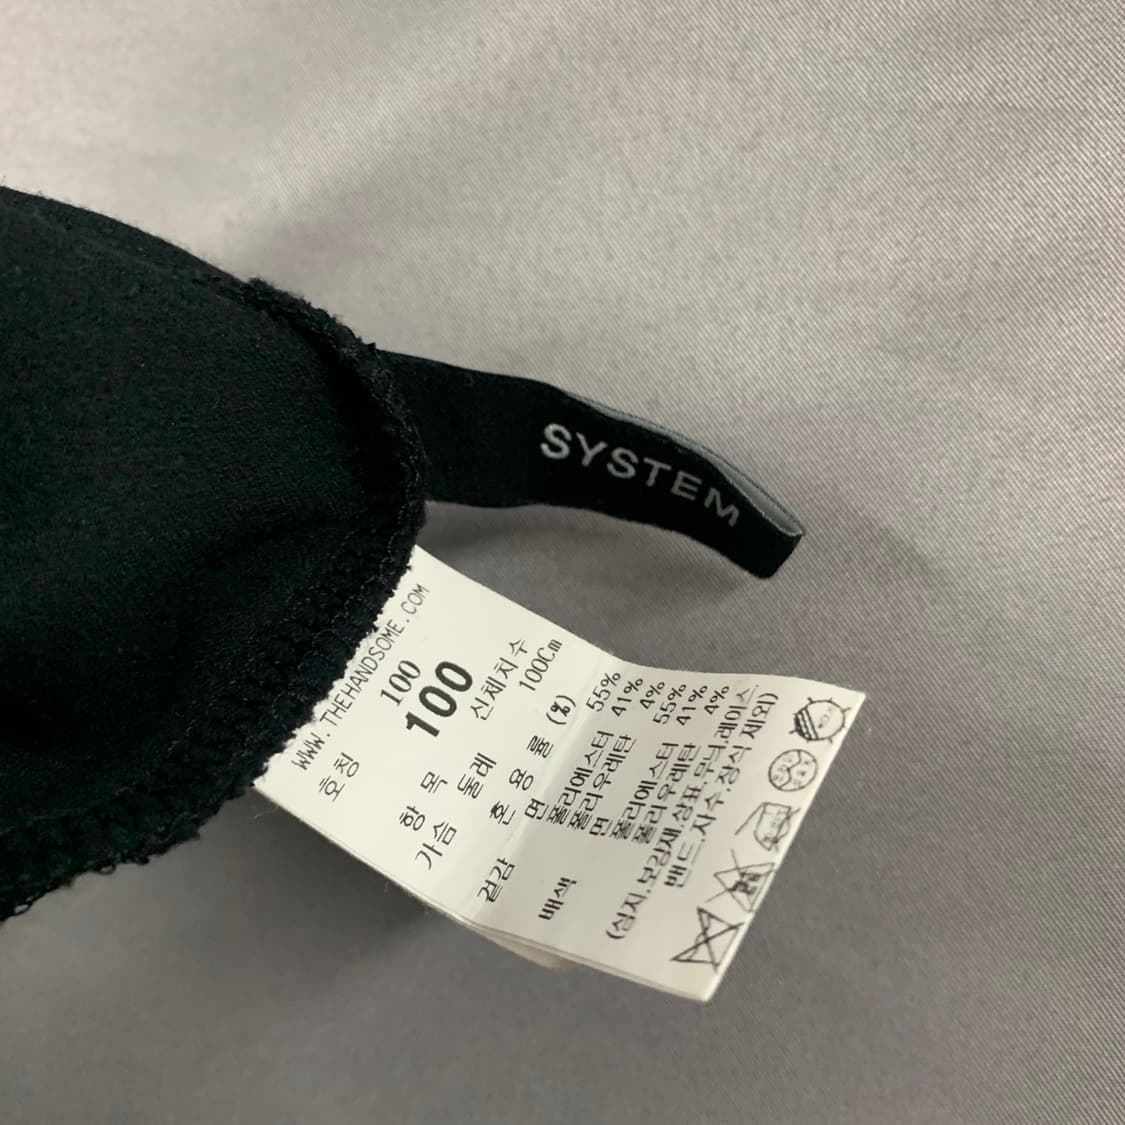 SYSTEM
WWW.THEHANDSOME.COM
호칭 100
100
항목 신체치수
가슴둘레 100Cm
혼용률 (%)
겉감 면 55%
폴리에스터 41%
폴리우레탄 4%
배색 면 55%
폴리에스터 41%
폴리우레탄 4%
(심지,보강재,상표,무늬,레이스,
밴드,자수,장식 제외)